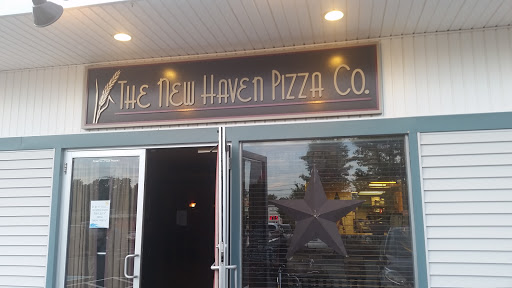 THE NEW HAVEN PIZZA CO.